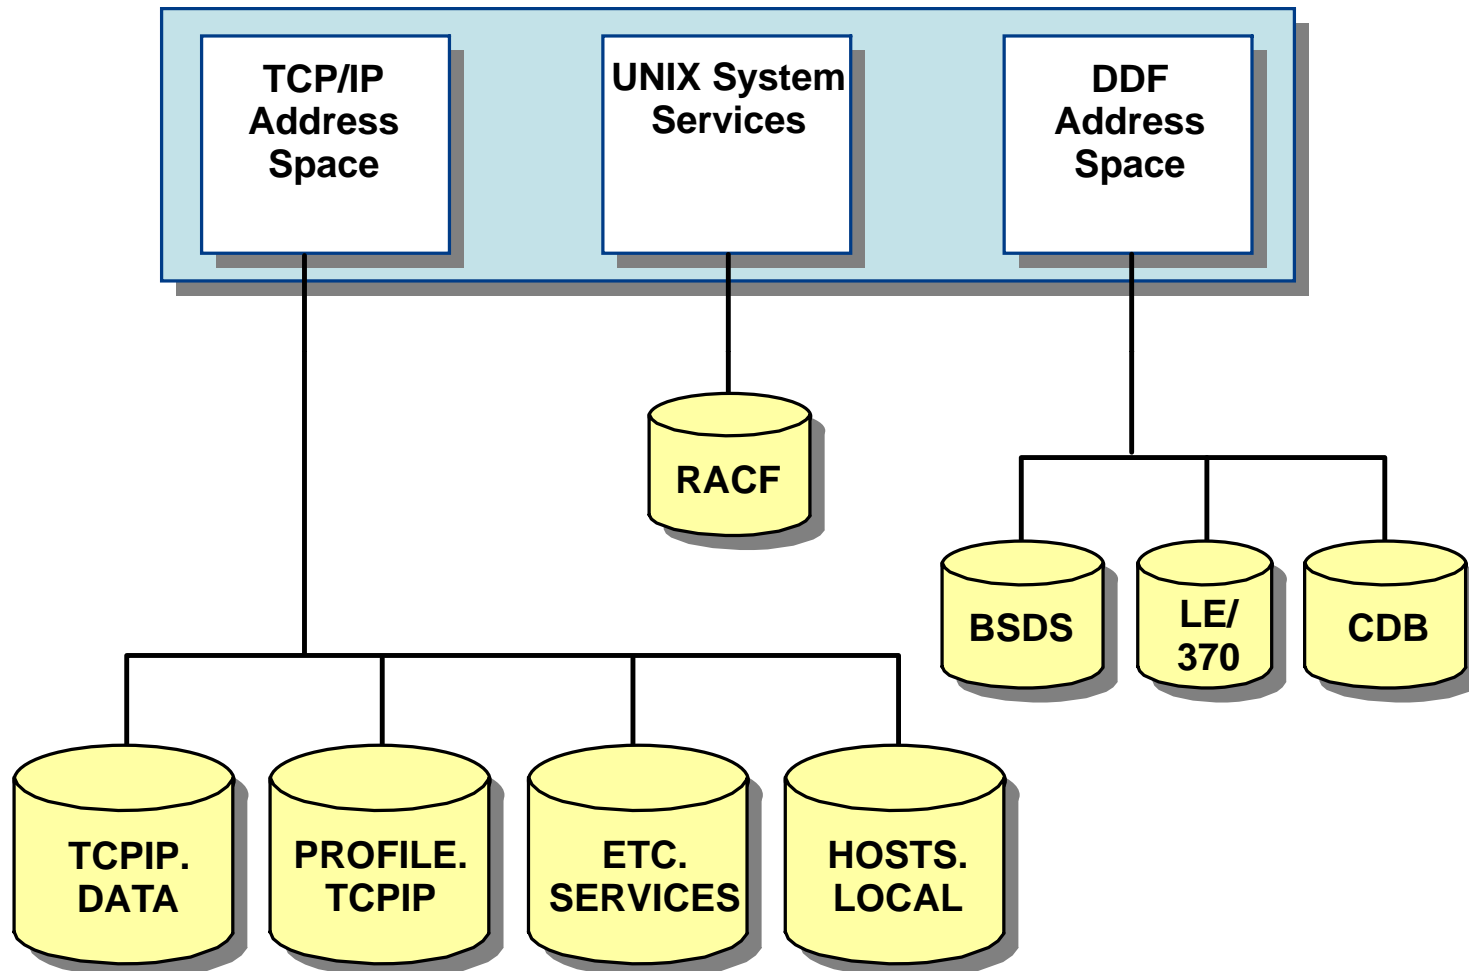 TCP/IP
Address
Space
UNIX System
Services
DDF
Address
Space
RACF
BSDS
LE/
370
CDB
TCPIP.
DATA
PROFILE.
TCPIP
ETC.
SERVICES
HOSTS.
LOCAL